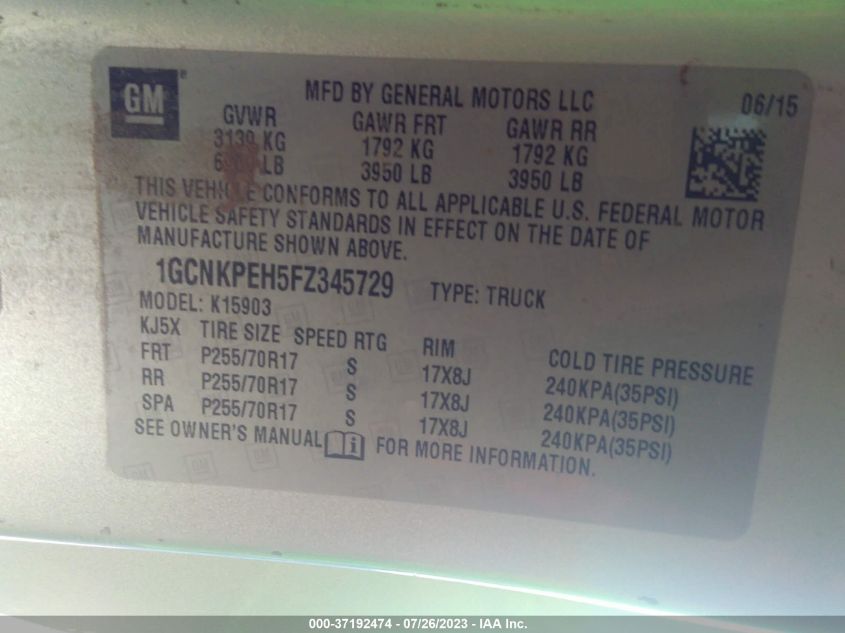 GM ®
MFD BY GENERAL MOTORS LLC 06/15
GVWR GAWR FRT GAWR RR
KG 1792 KG 1792 KG
LB 3950 LB 3950 LB
THIS VEHICLE CONFORMS TO ALL APPLICABLE U.S. FEDERAL MOTOR
VEHICLE SAFETY STANDARDS IN EFFECT ON THE DATE OF
MANUFACTURE SHOWN ABOVE.
1GCNKPEH5FZ345729 TYPE: TRUCK
MODEL: K15903
KJ5X TIRE SIZE SPEED RTG RIM COLD TIRE PRESSURE
FRT P255/70R17 S 17X8J 240KPA(35PSI)
RR P255/70R17 S 17X8J 240KPA(35PSI)
SPA P255/70R17 S 17X8J 240KPA(35PSI)
SEE OWNER'S MANUAL FOR MORE INFORMATION.
000-37192474 / 07/26/2023 - IAA Inc.